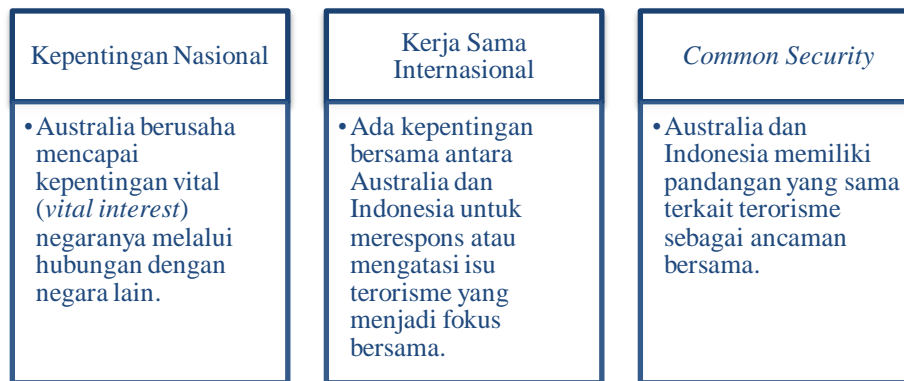 Kepentingan Nasional
•Australia berusaha
mencapai
kepentingan vital
(vital interest)
negaranya melalui
hubungan dengan
negara lain.
Kerja Sama
Internasional
•Ada kepentingan
bersama antara
Australia dan
Indonesia untuk
merespons atau
mengatasi isu
terorisme yang
menjadi fokus
bersama.
Common Security
•Australia dan
Indonesia memiliki
pandangan yang sama
terkait terorisme
sebagai ancaman
bersama.